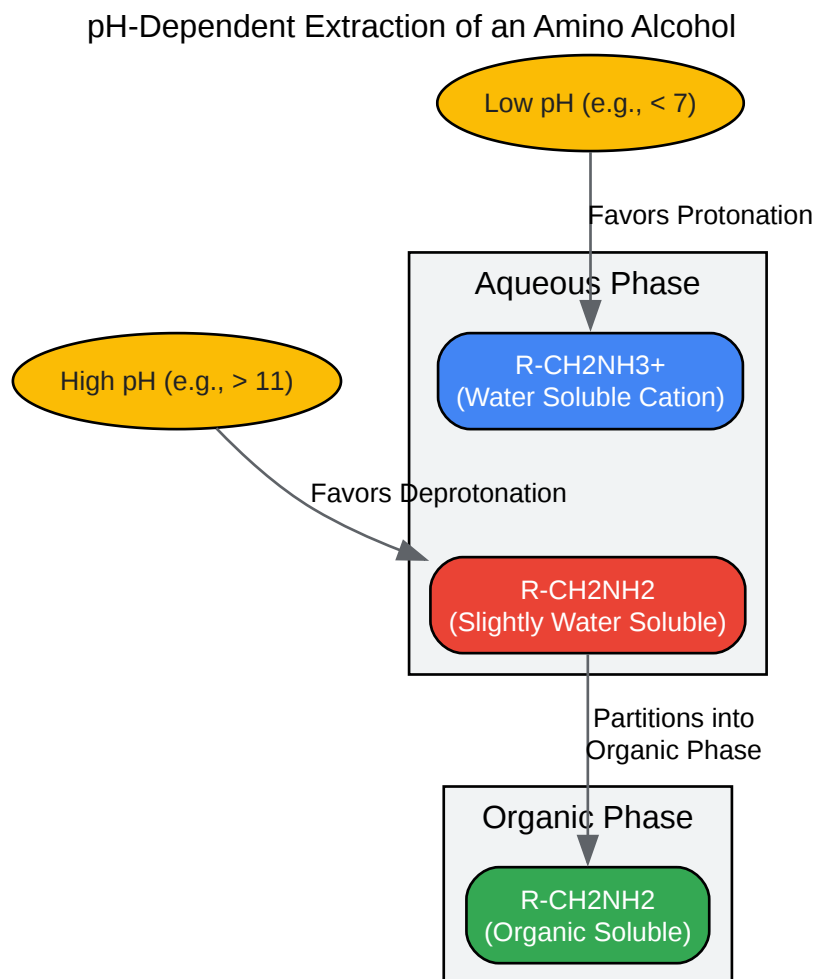 pH-Dependent Extraction of an Amino Alcohol
Low pH (e.g., < 7)
Favors Protonation
Aqueous Phase
R-CH2NH3+
(Water Soluble Cation)
High pH (e.g., > 11)
Favors Deprotonation
R-CH2NH2
(Slightly Water Soluble)
Partitions into
Organic Phase
Organic Phase
R-CH2NH2
(Organic Soluble)